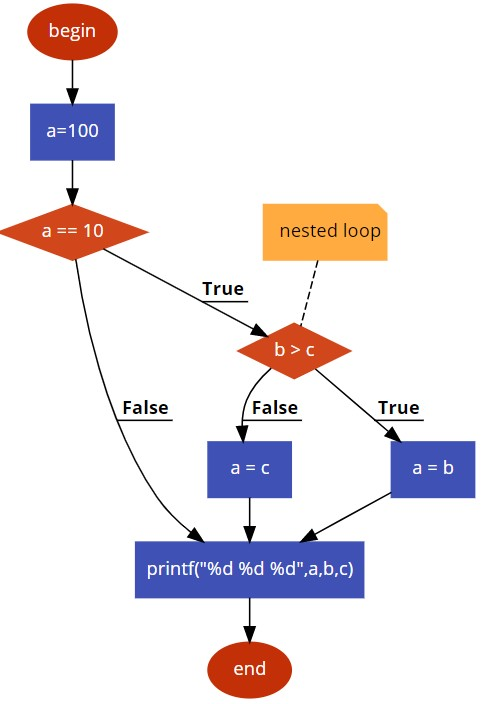 begin
a=100
a == 10
nested loop
True
b > c
False
False
True
a = c
a = b
printf("%d %d %d",a,b,c)
end